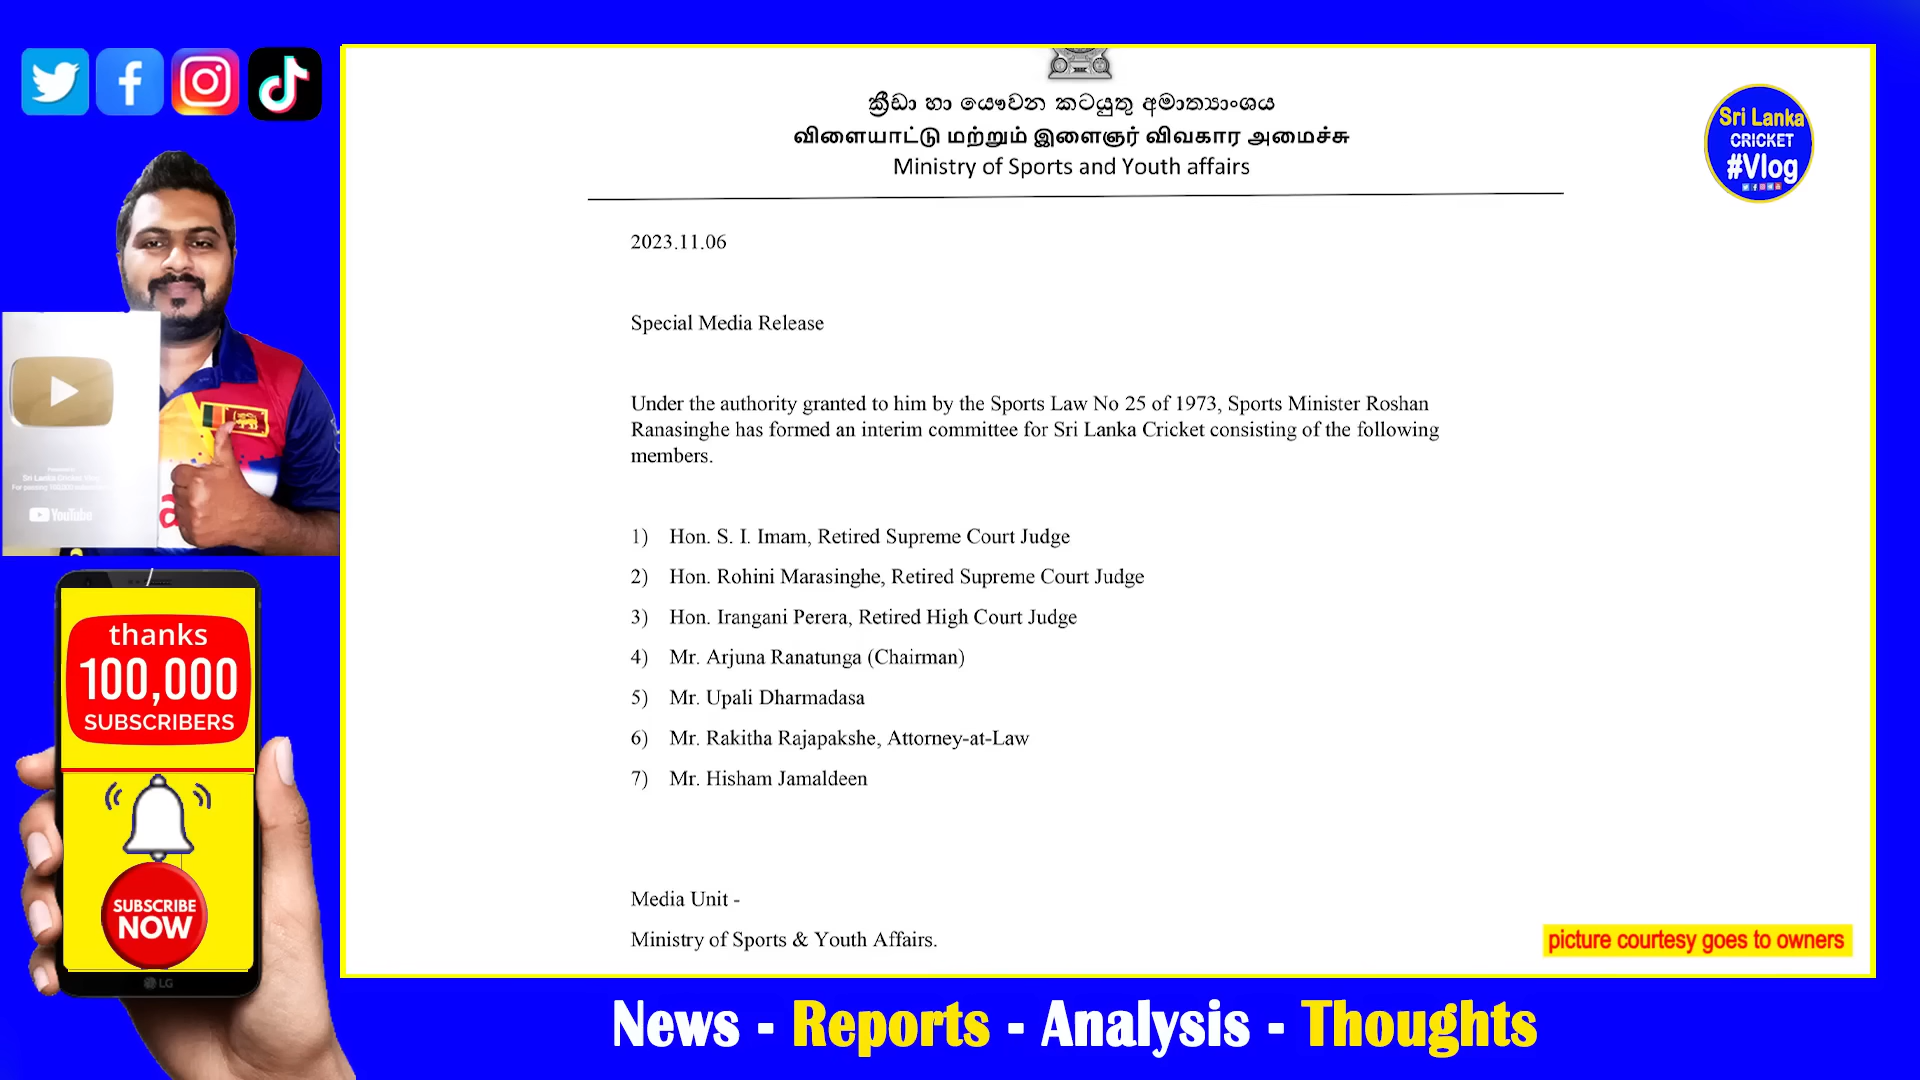 ක්‍රීඩා හා යෞවන කටයුතු අමාත්‍යාංශය
விளையாட்டு மற்றும் இளைஞர் விவகார அமைச்சு
Ministry of Sports and Youth affairs
Sri Lanka
CRICKET
#Vlog
2023.11.06
Special Media Release
Under the authority granted to him by the Sports Law No 25 of 1973, Sports Minister Roshan
Ranasinghe has formed an interim committee for Sri Lanka Cricket consisting of the following
members.
1) Hon. S. I. Imam, Retired Supreme Court Judge
2) Hon. Rohini Marasinghe, Retired Supreme Court Judge
3) Hon. Irangani Perera, Retired High Court Judge
4) Mr. Arjuna Ranatunga (Chairman)
5) Mr. Upali Dharmadasa
6) Mr. Rakitha Rajapakshe, Attorney-at-Law
7) Mr. Hisham Jamaldeen
Media Unit -
Ministry of Sports & Youth Affairs.
picture courtesy goes to owners
Sri Lanka Cricket Vlog
YouTube
thanks
100,000
SUBSCRIBERS
SUBSCRIBE
NOW
LG
News - Reports - Analysis - Thoughts